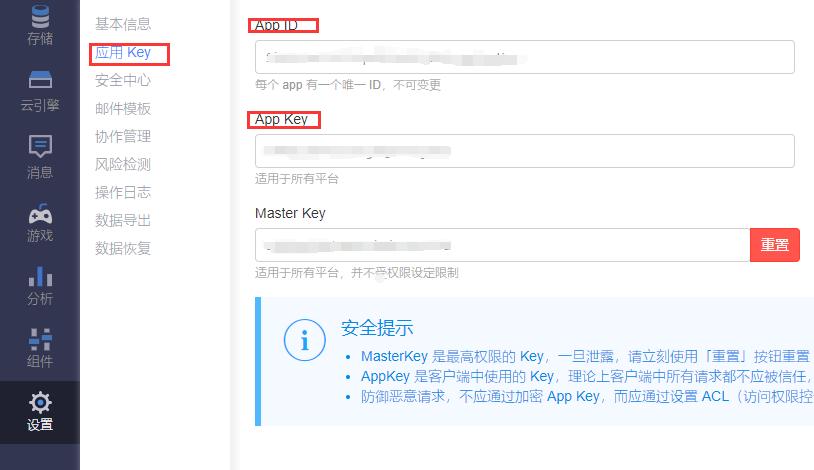 存储
云引擎
消息
游戏
分析
组件
设置
基本信息
应用 Key
安全中心
邮件模板
协作管理
风险检测
操作日志
数据导出
数据恢复
App ID
每个 app 有一个唯一 ID，不可变更
App Key
适用于所有平台
Master Key
重置
适用于所有平台，并不受权限设定限制
安全提示
MasterKey 是最高权限的 Key，一旦泄露，请立刻使用「重置」按钮重置
AppKey 是客户端中使用的 Key，理论上客户端中所有请求都不应被信任，
防御恶意请求，不应通过加密 App Key，而应通过设置 ACL（访问权限控